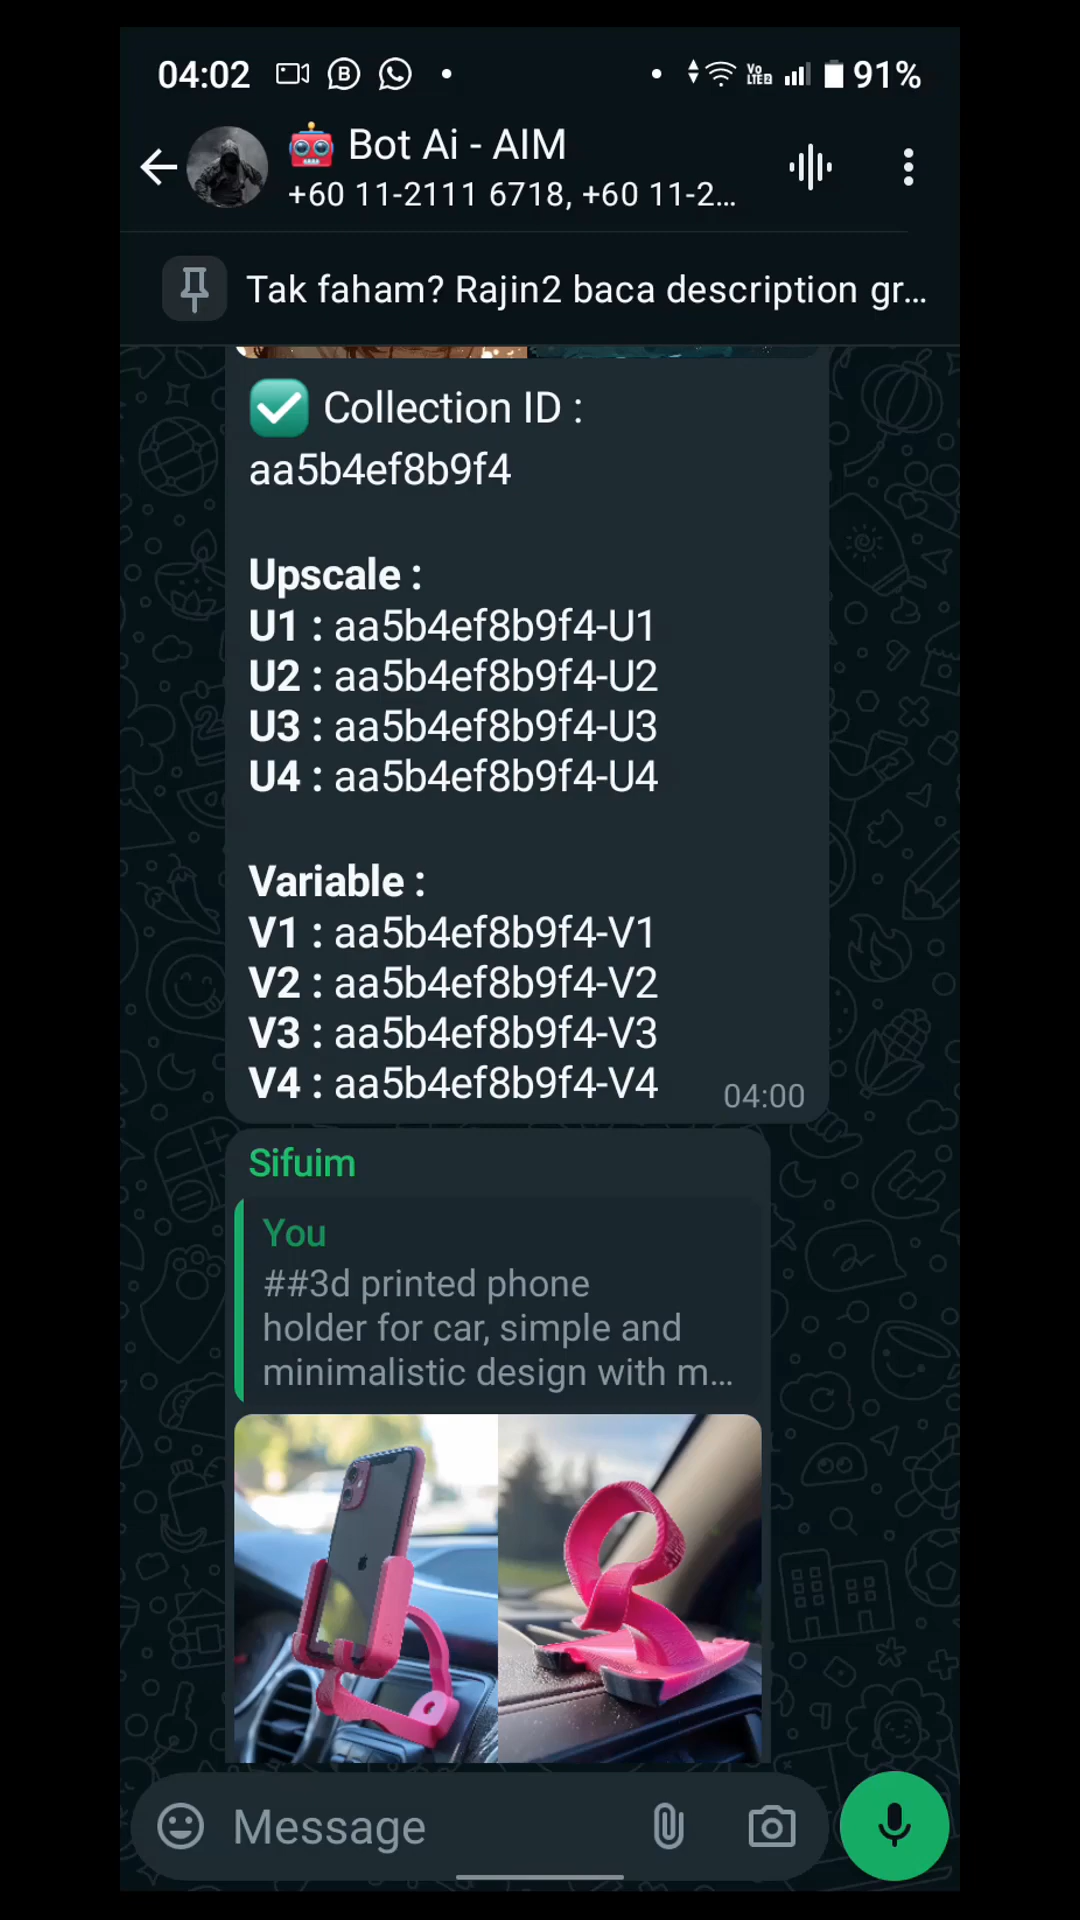 04:02
VoLTE2 91%
Bot Ai - AIM
+60 11-2111 6718, +60 11-2...
Tak faham? Rajin2 baca description gr...
Collection ID :
aa5b4ef8b9f4
Upscale :
U1 : aa5b4ef8b9f4-U1
U2 : aa5b4ef8b9f4-U2
U3 : aa5b4ef8b9f4-U3
U4 : aa5b4ef8b9f4-U4
Variable :
V1 : aa5b4ef8b9f4-V1
V2 : aa5b4ef8b9f4-V2
V3 : aa5b4ef8b9f4-V3
V4 : aa5b4ef8b9f4-V4
04:00
Sifuim
You
##3d printed phone
holder for car, simple and
minimalistic design with m...
Message